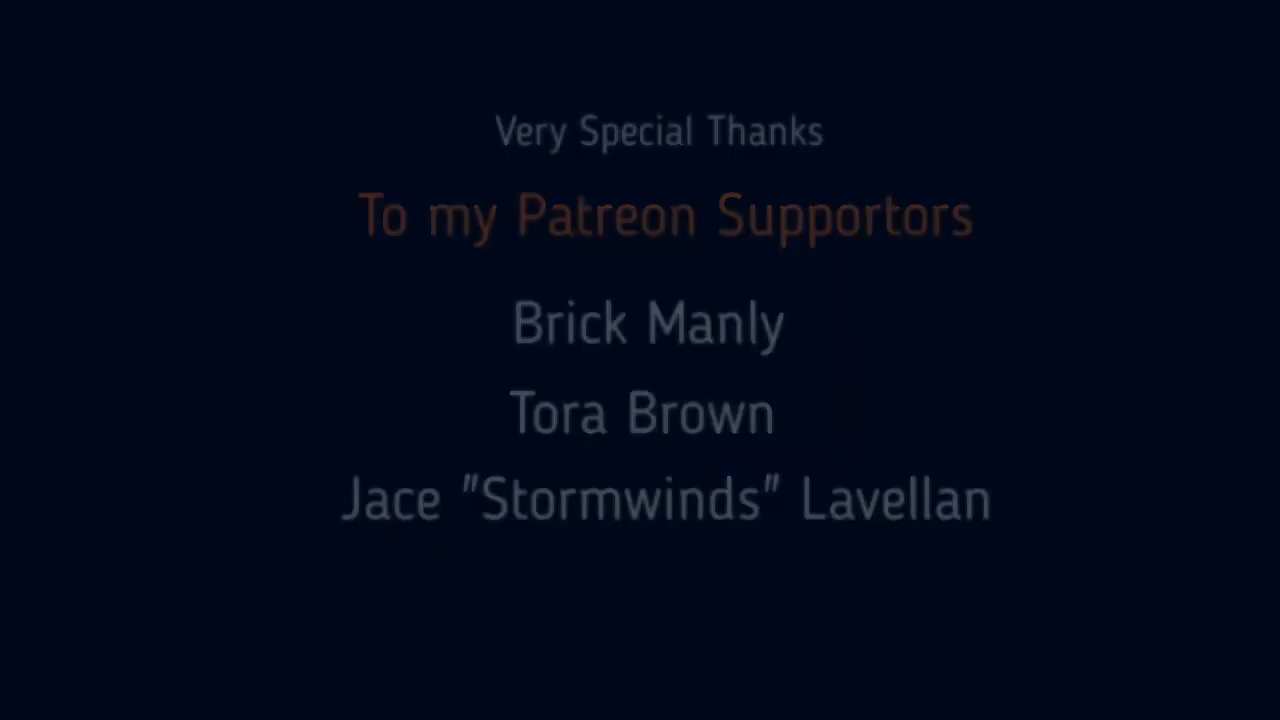 Very Special Thanks
To my Patreon Supportors
Brick Manly
Tora Brown
Jace "Stormwinds" Lavellan